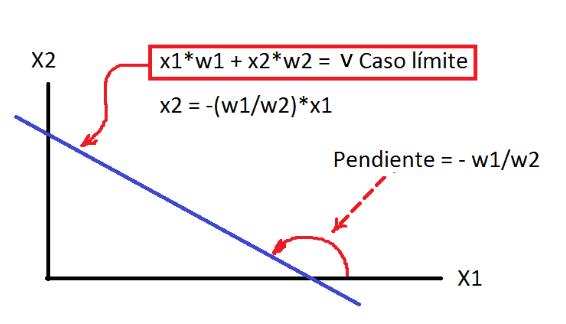 X2
x1*w1 + x2*w2 = v Caso límite
x2 = -(w1/w2)*x1
Pendiente = - w1/w2
X1